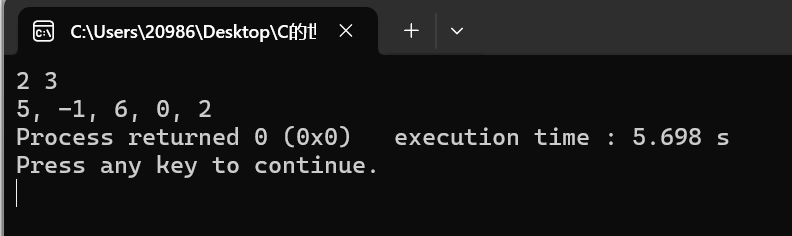 C:\Users\20986\Desktop\C的
2 3
5, -1, 6, 0, 2
Process returned 0 (0x0)   execution time : 5.698 s
Press any key to continue.